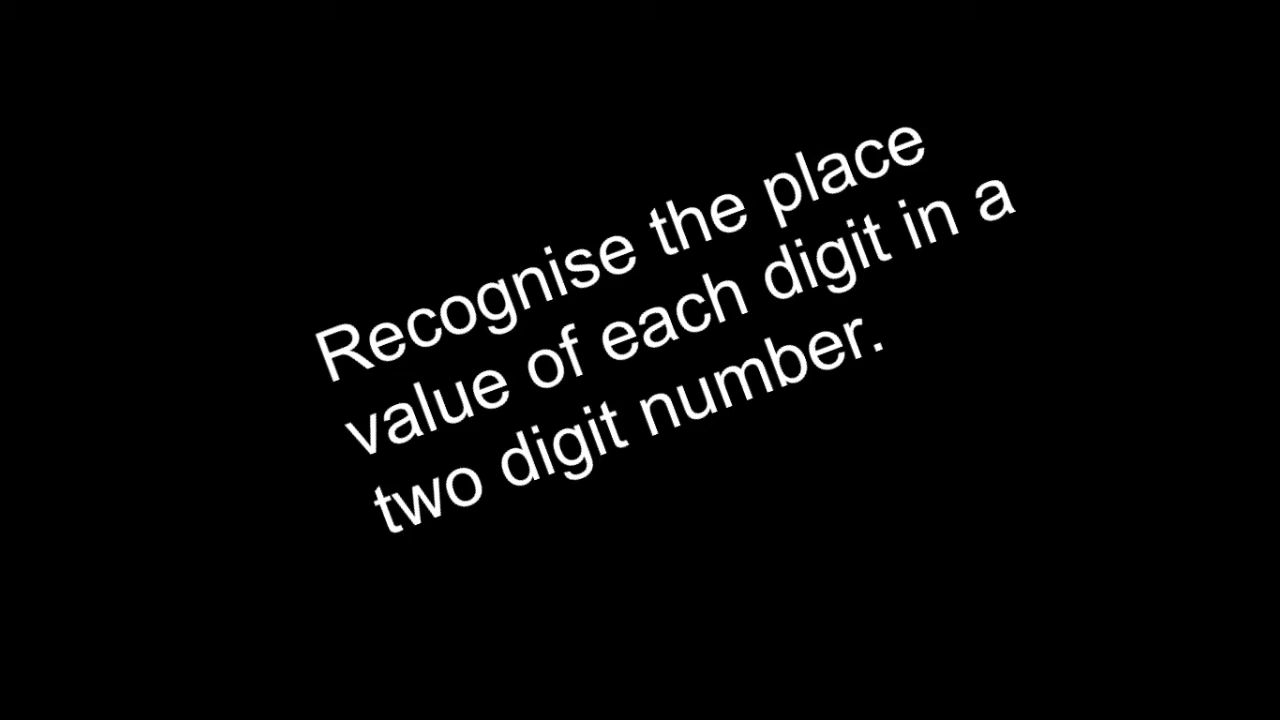 Recognise the place
value of each digit in a
two digit number.